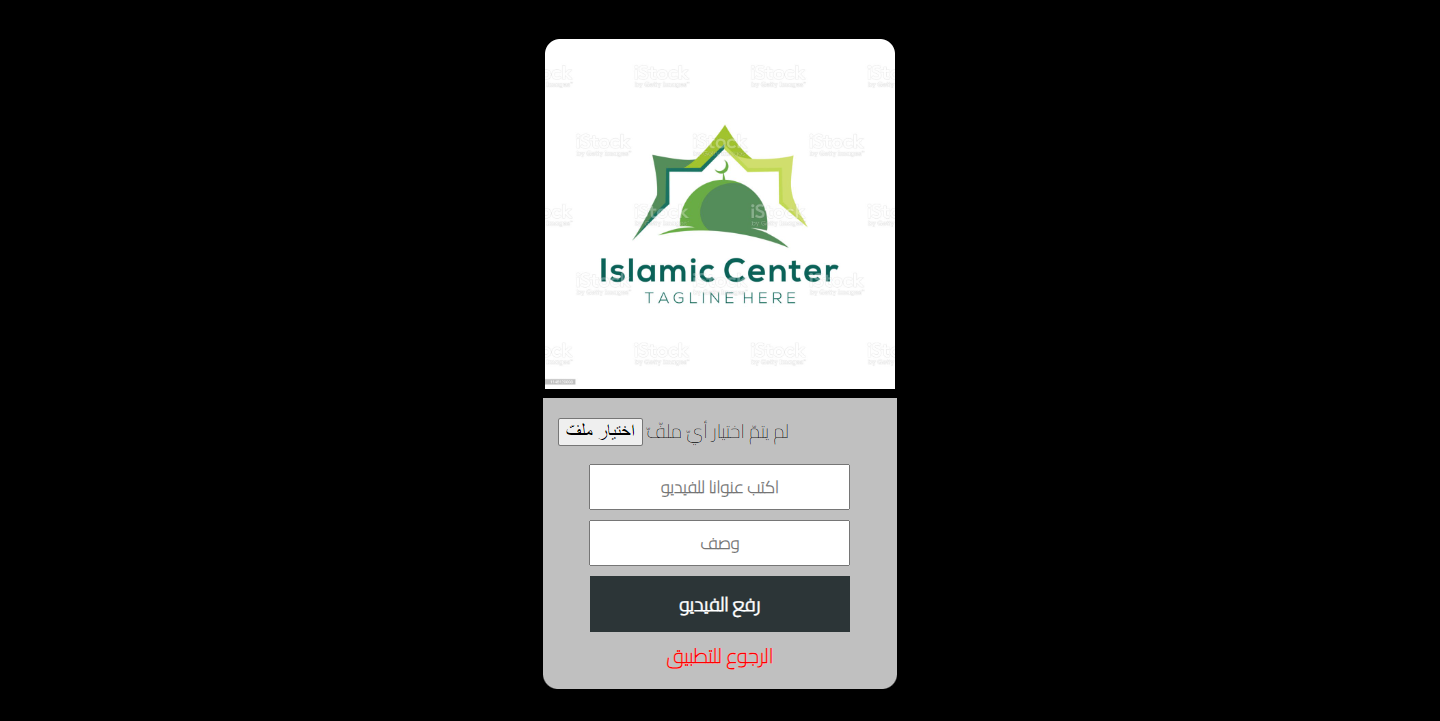 iStock
by Getty Images
Islamic Center
TAGLINE HERE
اختيار ملف لم يتمّ اختيار أيّ ملفّ
اكتب عنوانا للفيديو
وصف
رفع الفيديو
الرجوع للتطبيق